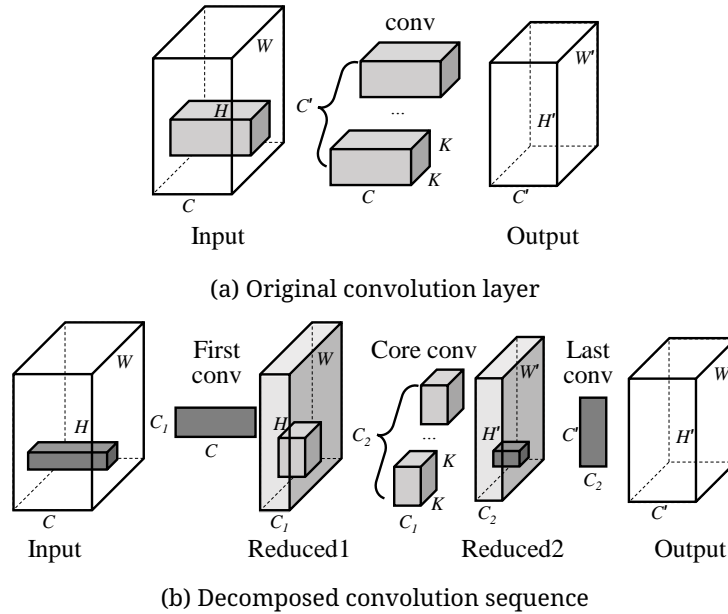 conv
W
W'
H
C'
...
K
H'
K
C
C
C'
Input
Output
(a) Original convolution layer
First conv
Core conv
Last conv
W
W
W'
W
C₁
H
C
H
C₂
...
H'
C'
H'
K
K
C
C₁
C₁
C₂
C₂
C'
Input
Reduced1
Reduced2
Output
(b) Decomposed convolution sequence